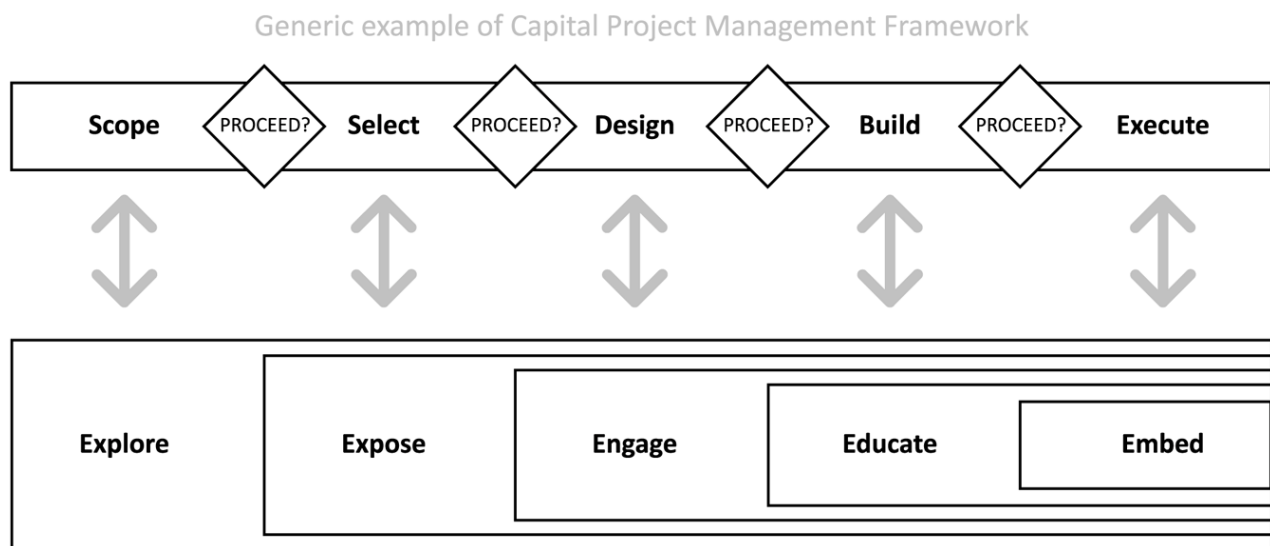 Generic example of Capital Project Management Framework
Scope PROCEED? Select PROCEED? Design PROCEED? Build PROCEED? Execute
Explore Expose Engage Educate Embed